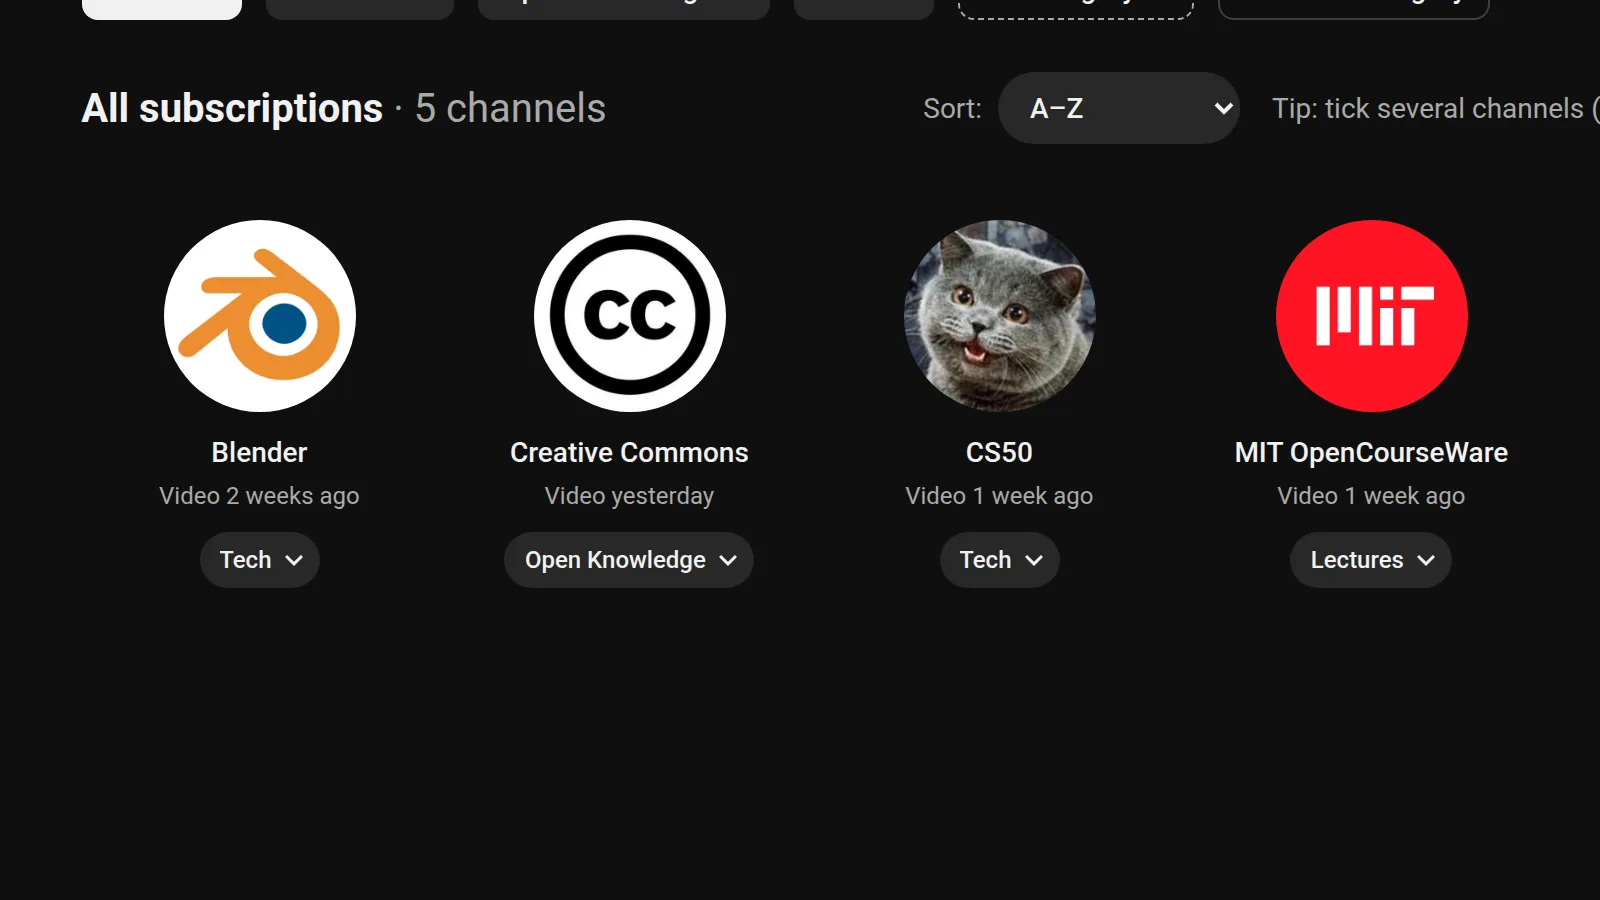 All subscriptions · 5 channels
Sort: A–Z
Tip: tick several channels (
CC
MIT
Blender
Creative Commons
CS50
MIT OpenCourseWare
Video 2 weeks ago
Video yesterday
Video 1 week ago
Video 1 week ago
Tech
Open Knowledge
Tech
Lectures